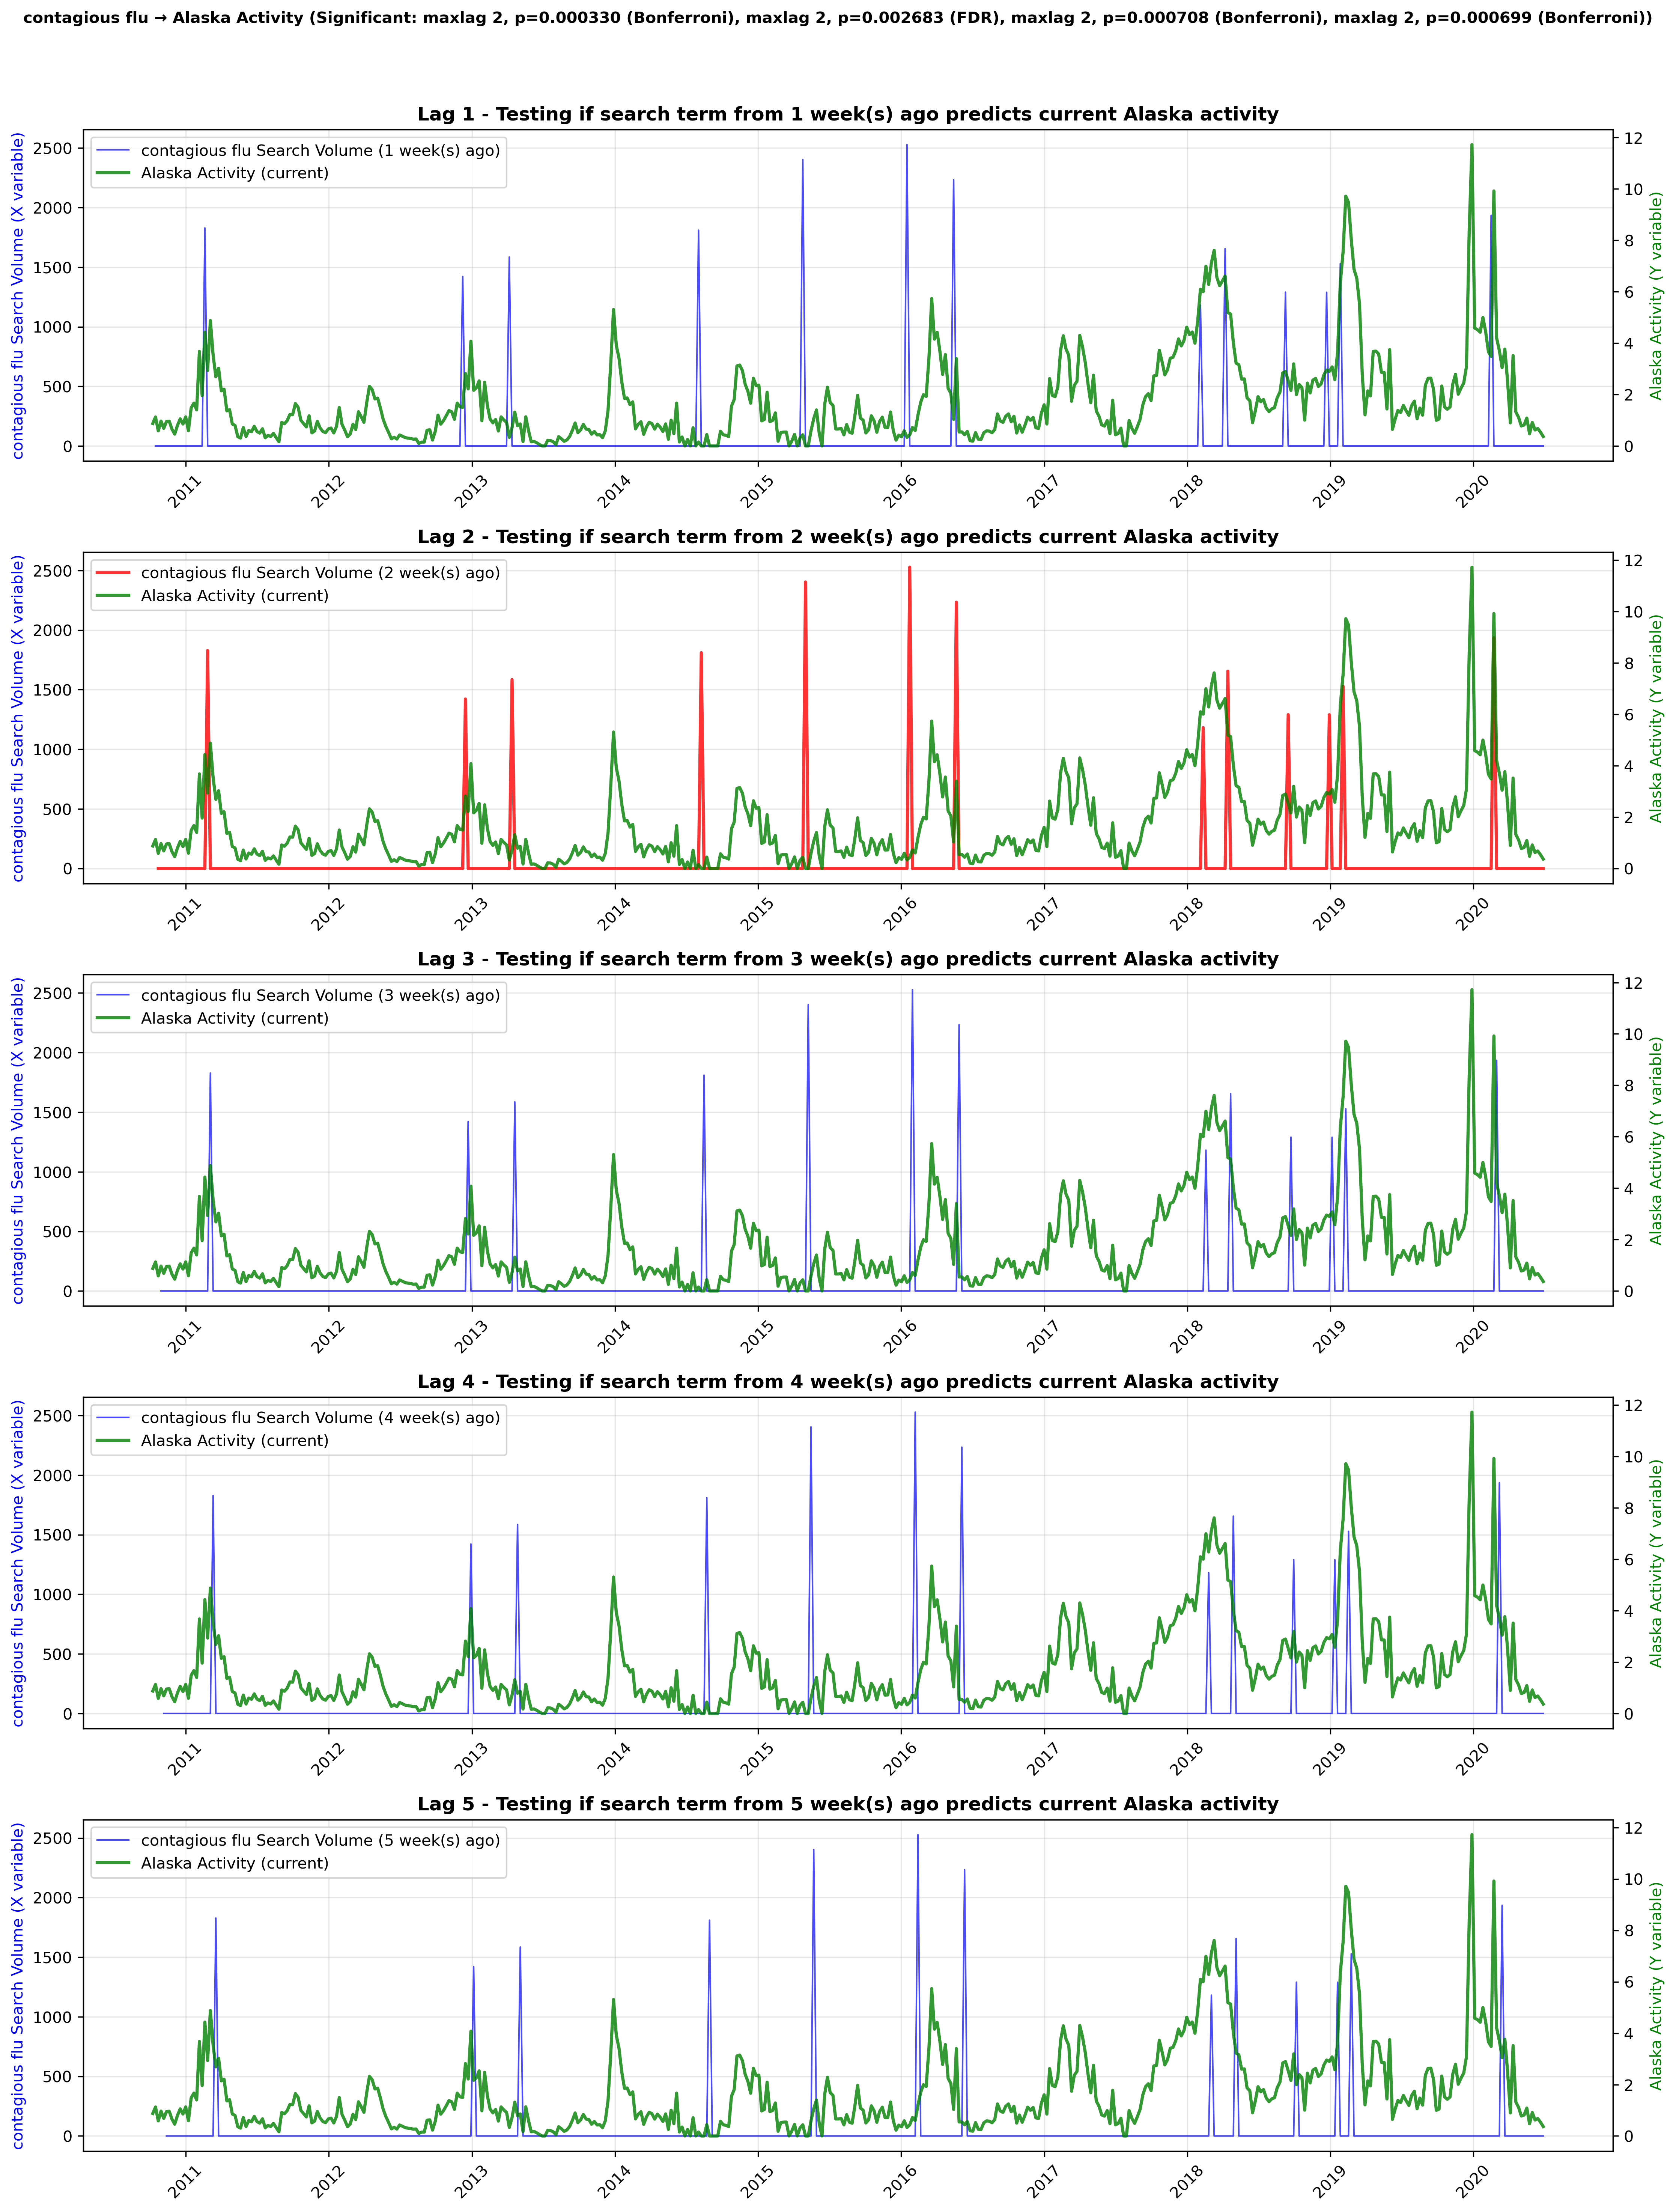 contagious flu → Alaska Activity (Significant: maxlag 2, p=0.000330 (Bonferroni), maxlag 2, p=0.002683 (FDR), maxlag 2, p=0.000708 (Bonferroni), maxlag 2, p=0.000699 (Bonferroni))
Lag 1 - Testing if search term from 1 week(s) ago predicts current Alaska activity
contagious flu Search Volume (1 week(s) ago)
Alaska Activity (current)
contagious flu Search Volume (X variable)
2500
2000
1500
1000
500
0
12
10
8
6
4
2
0
Alaska Activity (Y variable)
2011 2012 2013 2014 2015 2016 2017 2018 2019 2020
Lag 2 - Testing if search term from 2 week(s) ago predicts current Alaska activity
contagious flu Search Volume (2 week(s) ago)
Alaska Activity (current)
contagious flu Search Volume (X variable)
2500
2000
1500
1000
500
0
12
10
8
6
4
2
0
Alaska Activity (Y variable)
2011 2012 2013 2014 2015 2016 2017 2018 2019 2020
Lag 3 - Testing if search term from 3 week(s) ago predicts current Alaska activity
contagious flu Search Volume (3 week(s) ago)
Alaska Activity (current)
contagious flu Search Volume (X variable)
2500
2000
1500
1000
500
0
12
10
8
6
4
2
0
Alaska Activity (Y variable)
2011 2012 2013 2014 2015 2016 2017 2018 2019 2020
Lag 4 - Testing if search term from 4 week(s) ago predicts current Alaska activity
contagious flu Search Volume (4 week(s) ago)
Alaska Activity (current)
contagious flu Search Volume (X variable)
2500
2000
1500
1000
500
0
12
10
8
6
4
2
0
Alaska Activity (Y variable)
2011 2012 2013 2014 2015 2016 2017 2018 2019 2020
Lag 5 - Testing if search term from 5 week(s) ago predicts current Alaska activity
contagious flu Search Volume (5 week(s) ago)
Alaska Activity (current)
contagious flu Search Volume (X variable)
2500
2000
1500
1000
500
0
12
10
8
6
4
2
0
Alaska Activity (Y variable)
2011 2012 2013 2014 2015 2016 2017 2018 2019 2020